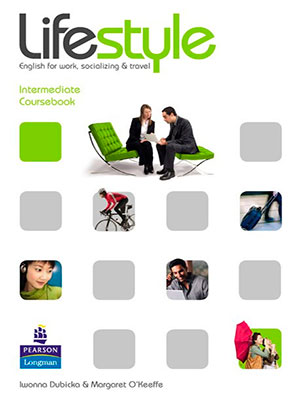 Lifestyle
English for work, socializing & travel
Intermediate
Coursebook
PEARSON
Longman
Iwonna Dubicka & Margaret O'Keeffe